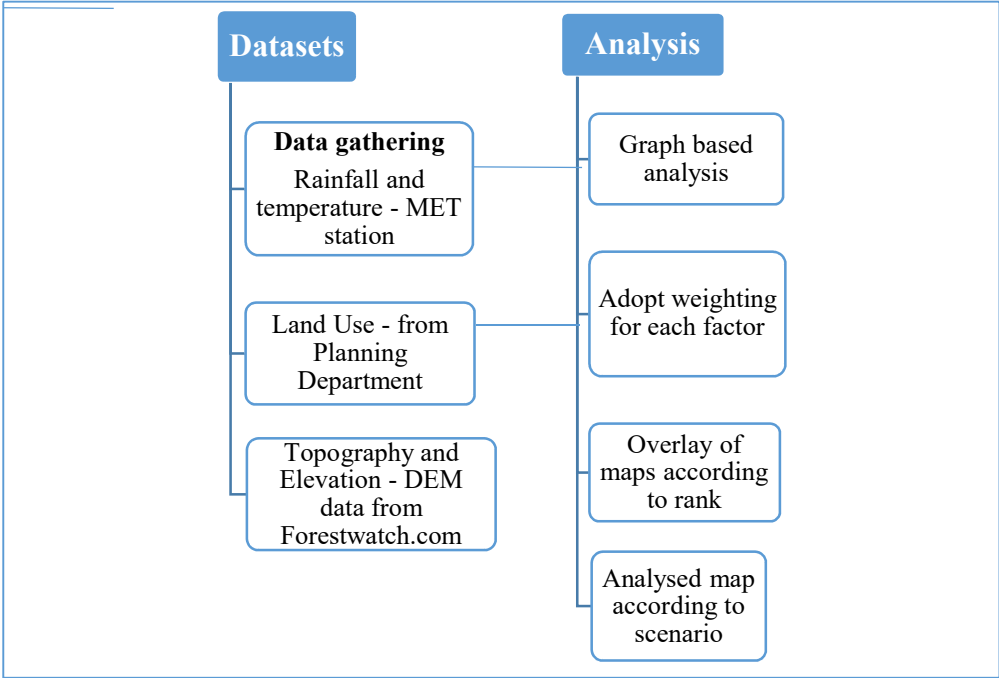 Datasets
Data gathering
Rainfall and
temperature - MET
station
Land Use - from
Planning
Department
Topography and
Elevation - DEM
data from
Forestwatch.com
Analysis
Graph based
analysis
Adopt weighting
for each factor
Overlay of
maps according
to rank
Analysed map
according to
scenario